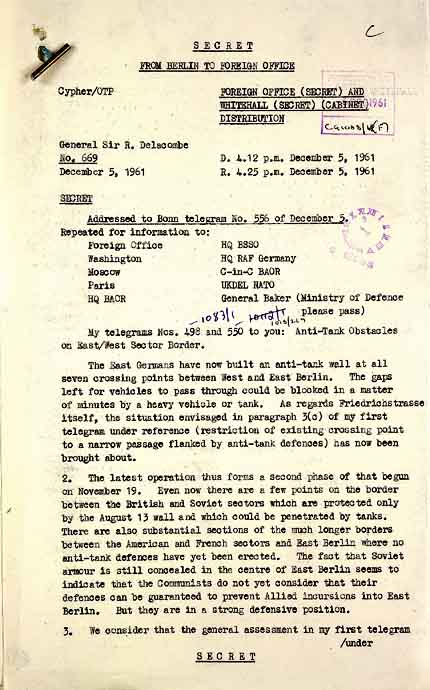 C
SECRET
FROM BERLIN TO FOREIGN OFFICE
Cypher/OTP
FOREIGN OFFICE (SECRET) AND
WHITEHALL (SECRET) (CABINET)
DISTRIBUTION
1961
General Sir R. Delacombe
No. 669
D. 4.12 p.m. December 5, 1961
December 5, 1961
R. 4.25 p.m. December 5, 1961
SECRET
Addressed to Bonn telegram No. 556 of December 5.
Repeated for information to:
Foreign Office
HQ BSSO
Washington
HQ RAF Germany
Moscow
C-in-C BAOR
Paris
UKDEL NATO
HQ BAOR
General Baker (Ministry of Defence
please pass)
1083/1
My telegrams Nos. 498 and 550 to you: Anti-Tank Obstacles
on East/West Sector Border.
The East Germans have now built an anti-tank wall at all
seven crossing points between West and East Berlin. The gaps
left for vehicles to pass through could be blocked in a matter
of minutes by a heavy vehicle or tank. As regards Friedrichstrasse
itself, the situation envisaged in paragraph 3(c) of my first
telegram under reference (restriction of existing crossing point
to a narrow passage flanked by anti-tank defences) has now been
brought about.
2. The latest operation thus forms a second phase of that begun
on November 19. Even now there are a few points on the border
between the British and Soviet sectors which are protected only
by the August 13 wall and which could be penetrated by tanks.
There are also substantial sections of the much longer borders
between the American and French sectors and East Berlin where no
anti-tank defences have yet been erected. The fact that Soviet
armour is still concealed in the centre of East Berlin seems to
indicate that the Communists do not yet consider that their
defences can be guaranteed to prevent Allied incursions into East
Berlin. But they are in a strong defensive position.
3. We consider that the general assessment in my first telegram
/under
SECRET